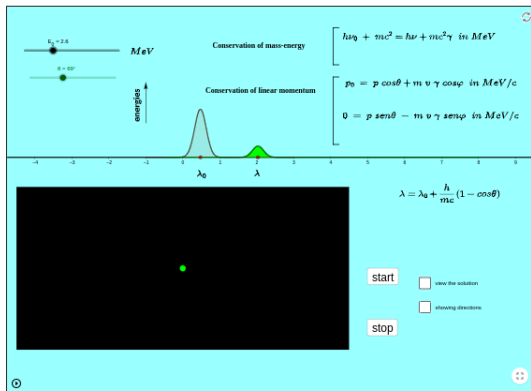 E₀ = 2.6
MeV
θ = 65°
Conservation of mass-energy
hν₀ + mc² = hν + mc²γ in MeV
energies
Conservation of linear momentum
p₀ = p cosθ + m υ γ cosφ in MeV/c
0 = p senθ − m υ γ senφ in MeV/c
−4 −3 −2 −1 0 1 2 3 4 5 6 7 8 9
λ₀ λ
λ = λ₀ + h/mc (1 − cosθ)
start
view the solution
showing directions
stop